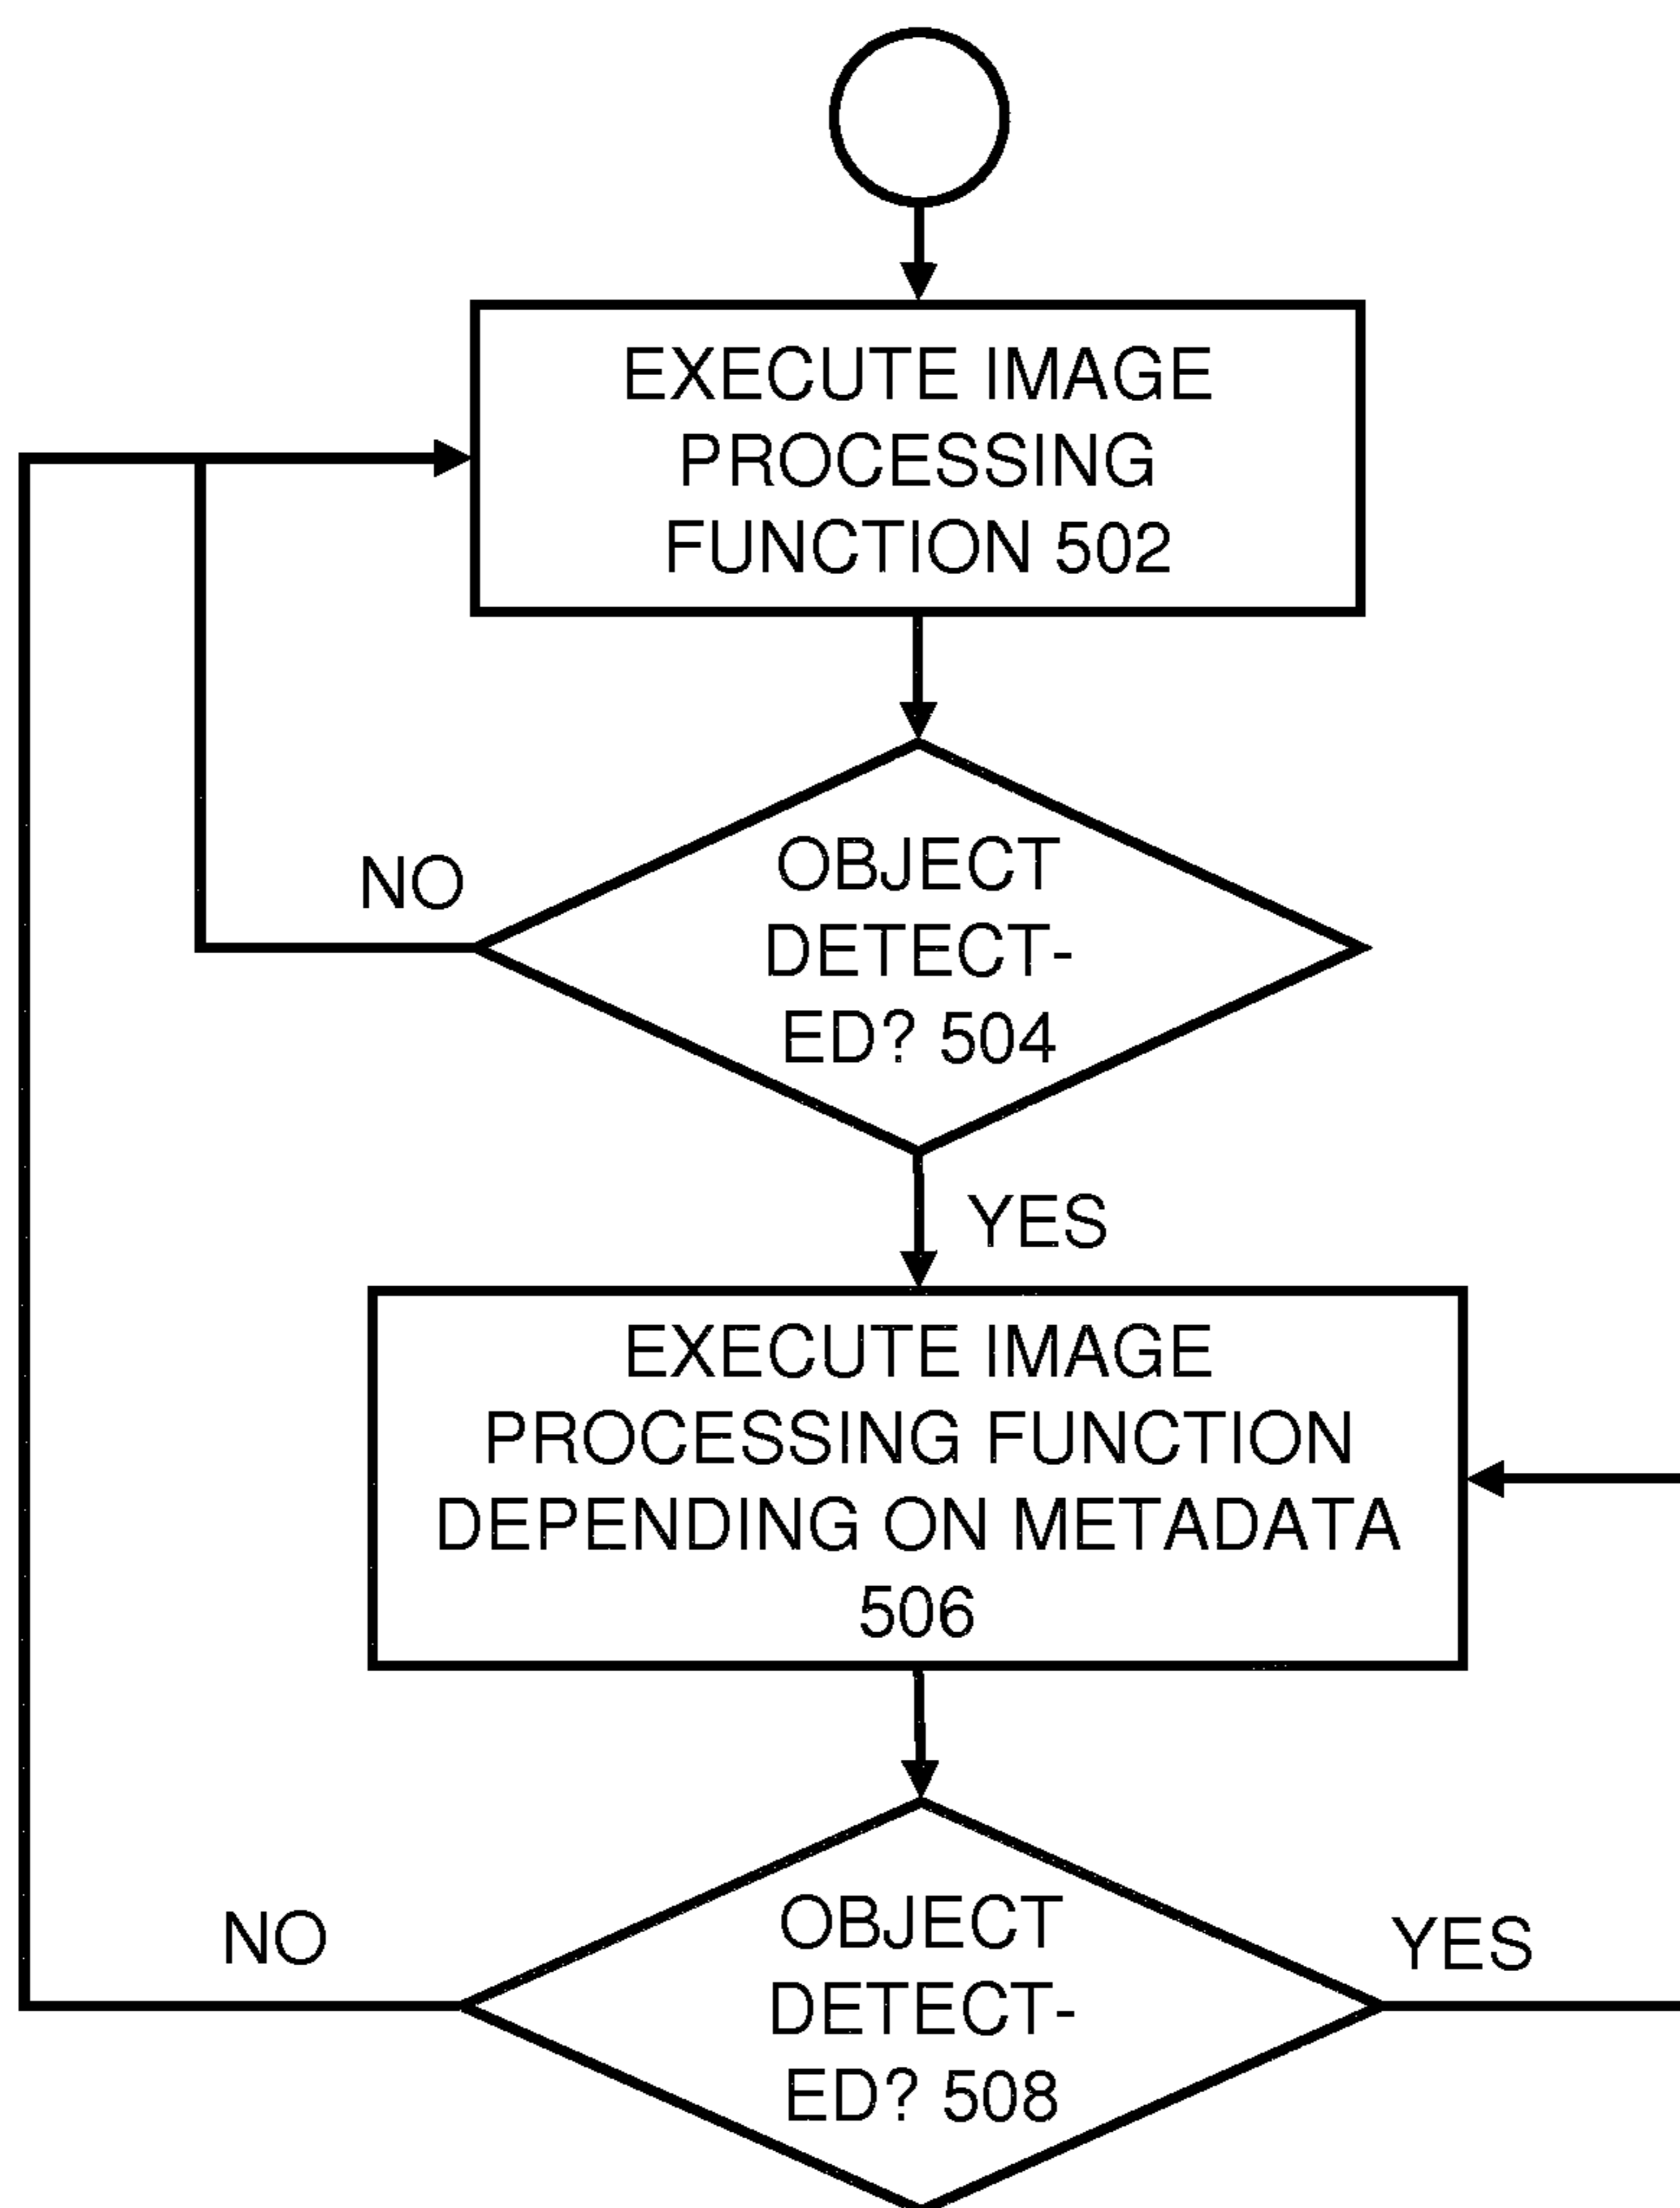 EXECUTE IMAGE
PROCESSING
FUNCTION 502
OBJECT
DETECT-
ED? 504
NO
YES
EXECUTE IMAGE
PROCESSING FUNCTION
DEPENDING ON METADATA
506
OBJECT
DETECT-
ED? 508
NO
YES